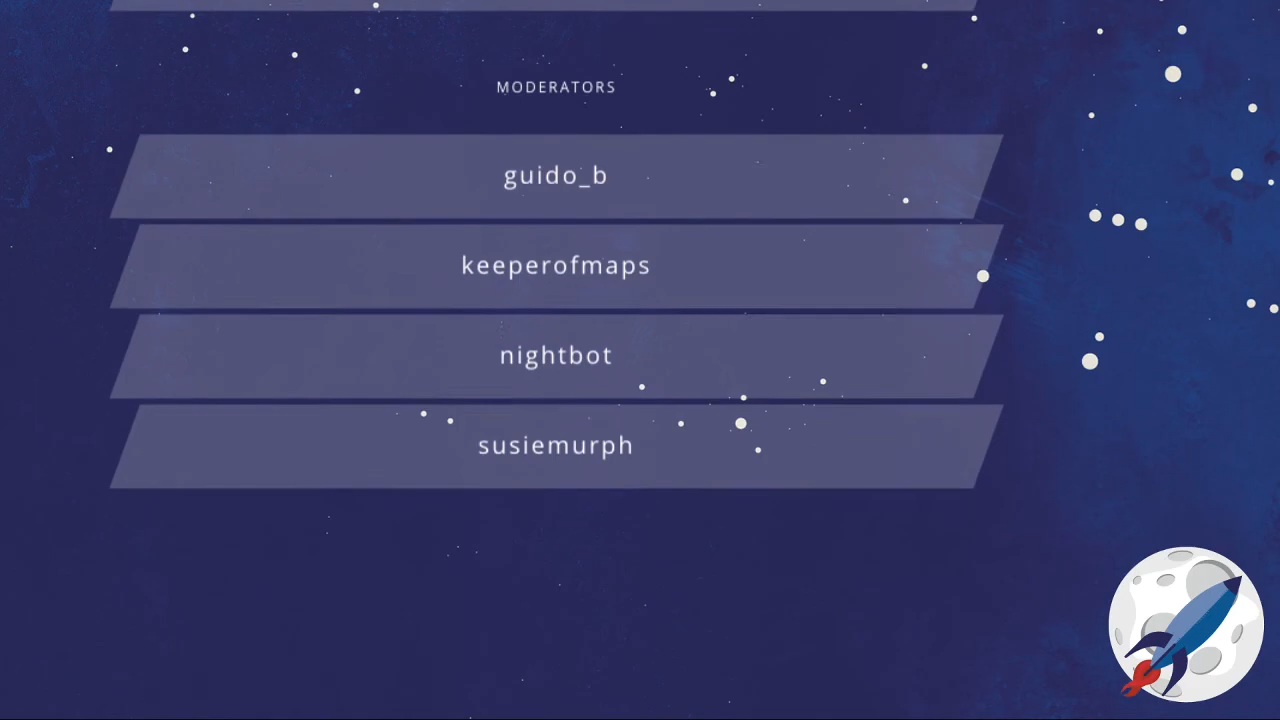 MODERATORS
guido_b
keeperofmaps
nightbot
susiemurph